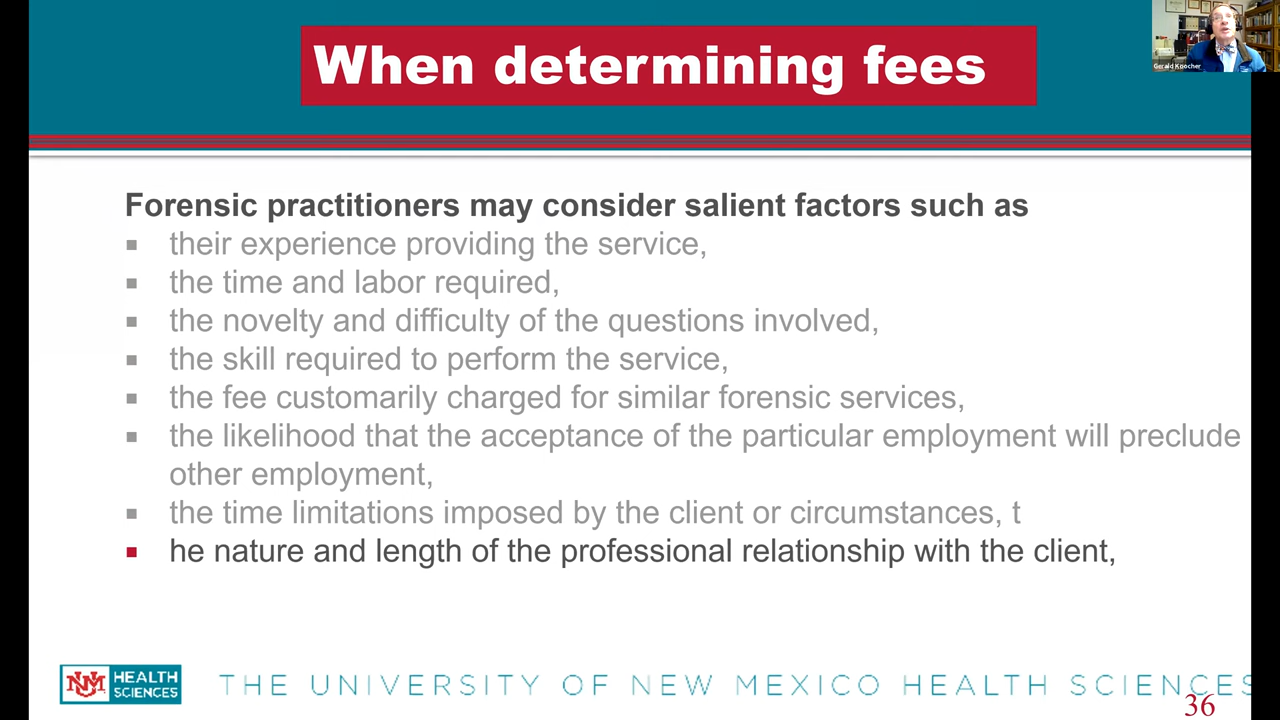 When determining fees
Gerald Koocher
Forensic practitioners may consider salient factors such as
▪ their experience providing the service,
▪ the time and labor required,
▪ the novelty and difficulty of the questions involved,
▪ the skill required to perform the service,
▪ the fee customarily charged for similar forensic services,
▪ the likelihood that the acceptance of the particular employment will preclude
other employment,
▪ the time limitations imposed by the client or circumstances, t
▪ he nature and length of the professional relationship with the client,
UNM HEALTH
SCIENCES
THE UNIVERSITY OF NEW MEXICO HEALTH SCIENCES
36